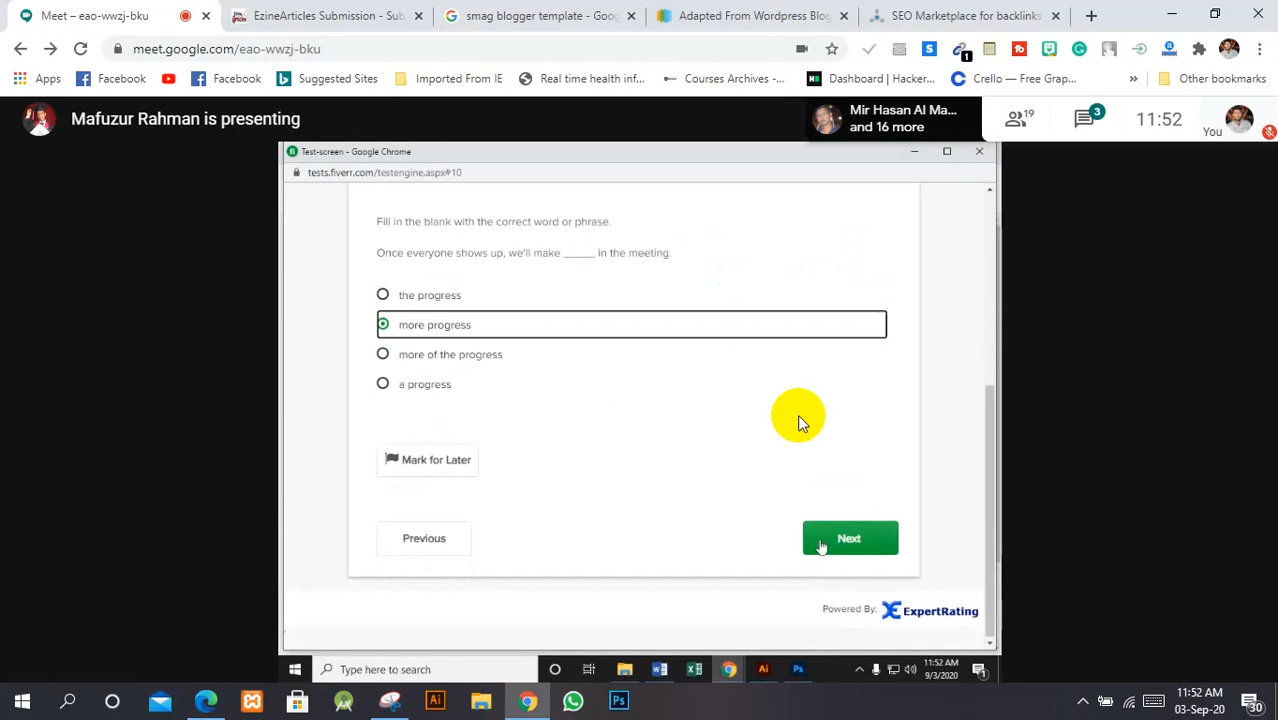 Meet – eao-wwzj-bku
EzineArticles Submission - Sub
smag blogger template - Goog
Adapted From Wordpress Blog
SEO Marketplace for backlinks
meet.google.com/eao-wwzj-bku
1
Apps
Facebook
Facebook
Suggested Sites
Imported From IE
Real time health inf...
Courses Archives -...
Dashboard | Hacker...
Crello — Free Grap...
»
Other bookmarks
Mafuzur Rahman is presenting
Mir Hasan Al Ma...
and 16 more
19
3
11:52
You
Test-screen - Google Chrome
tests.fiverr.com/testengine.aspx#10
Fill in the blank with the correct word or phrase.
Once everyone shows up, we'll make ______ in the meeting.
the progress
more progress
more of the progress
a progress
Mark for Later
Previous
Next
Powered By:
ExpertRating
Type here to search
11:52 AM
9/3/2020
1
11:52 AM
03-Sep-20
30